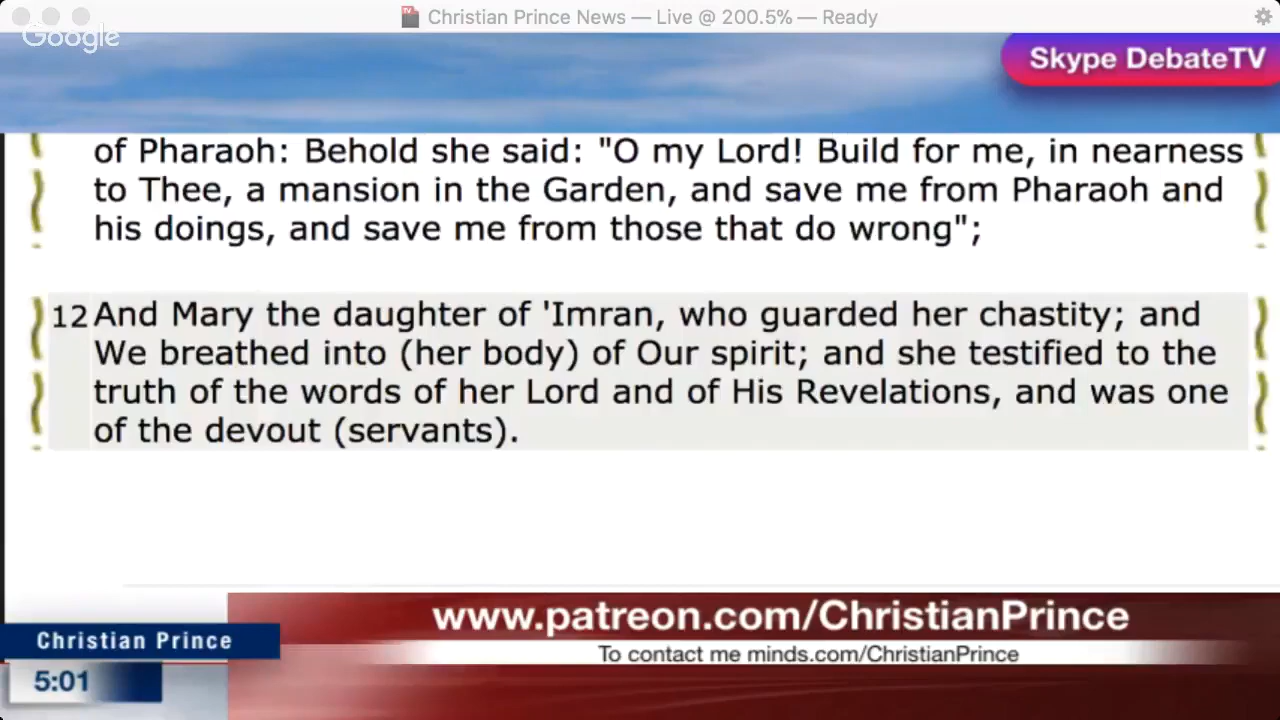 Christian Prince News — Live @ 200.5% — Ready
Google
Skype DebateTV
of Pharaoh: Behold she said: "O my Lord! Build for me, in nearness
to Thee, a mansion in the Garden, and save me from Pharaoh and
his doings, and save me from those that do wrong";
12 And Mary the daughter of 'Imran, who guarded her chastity; and
We breathed into (her body) of Our spirit; and she testified to the
truth of the words of her Lord and of His Revelations, and was one
of the devout (servants).
www.patreon.com/ChristianPrince
Christian Prince
To contact me minds.com/ChristianPrince
5:01